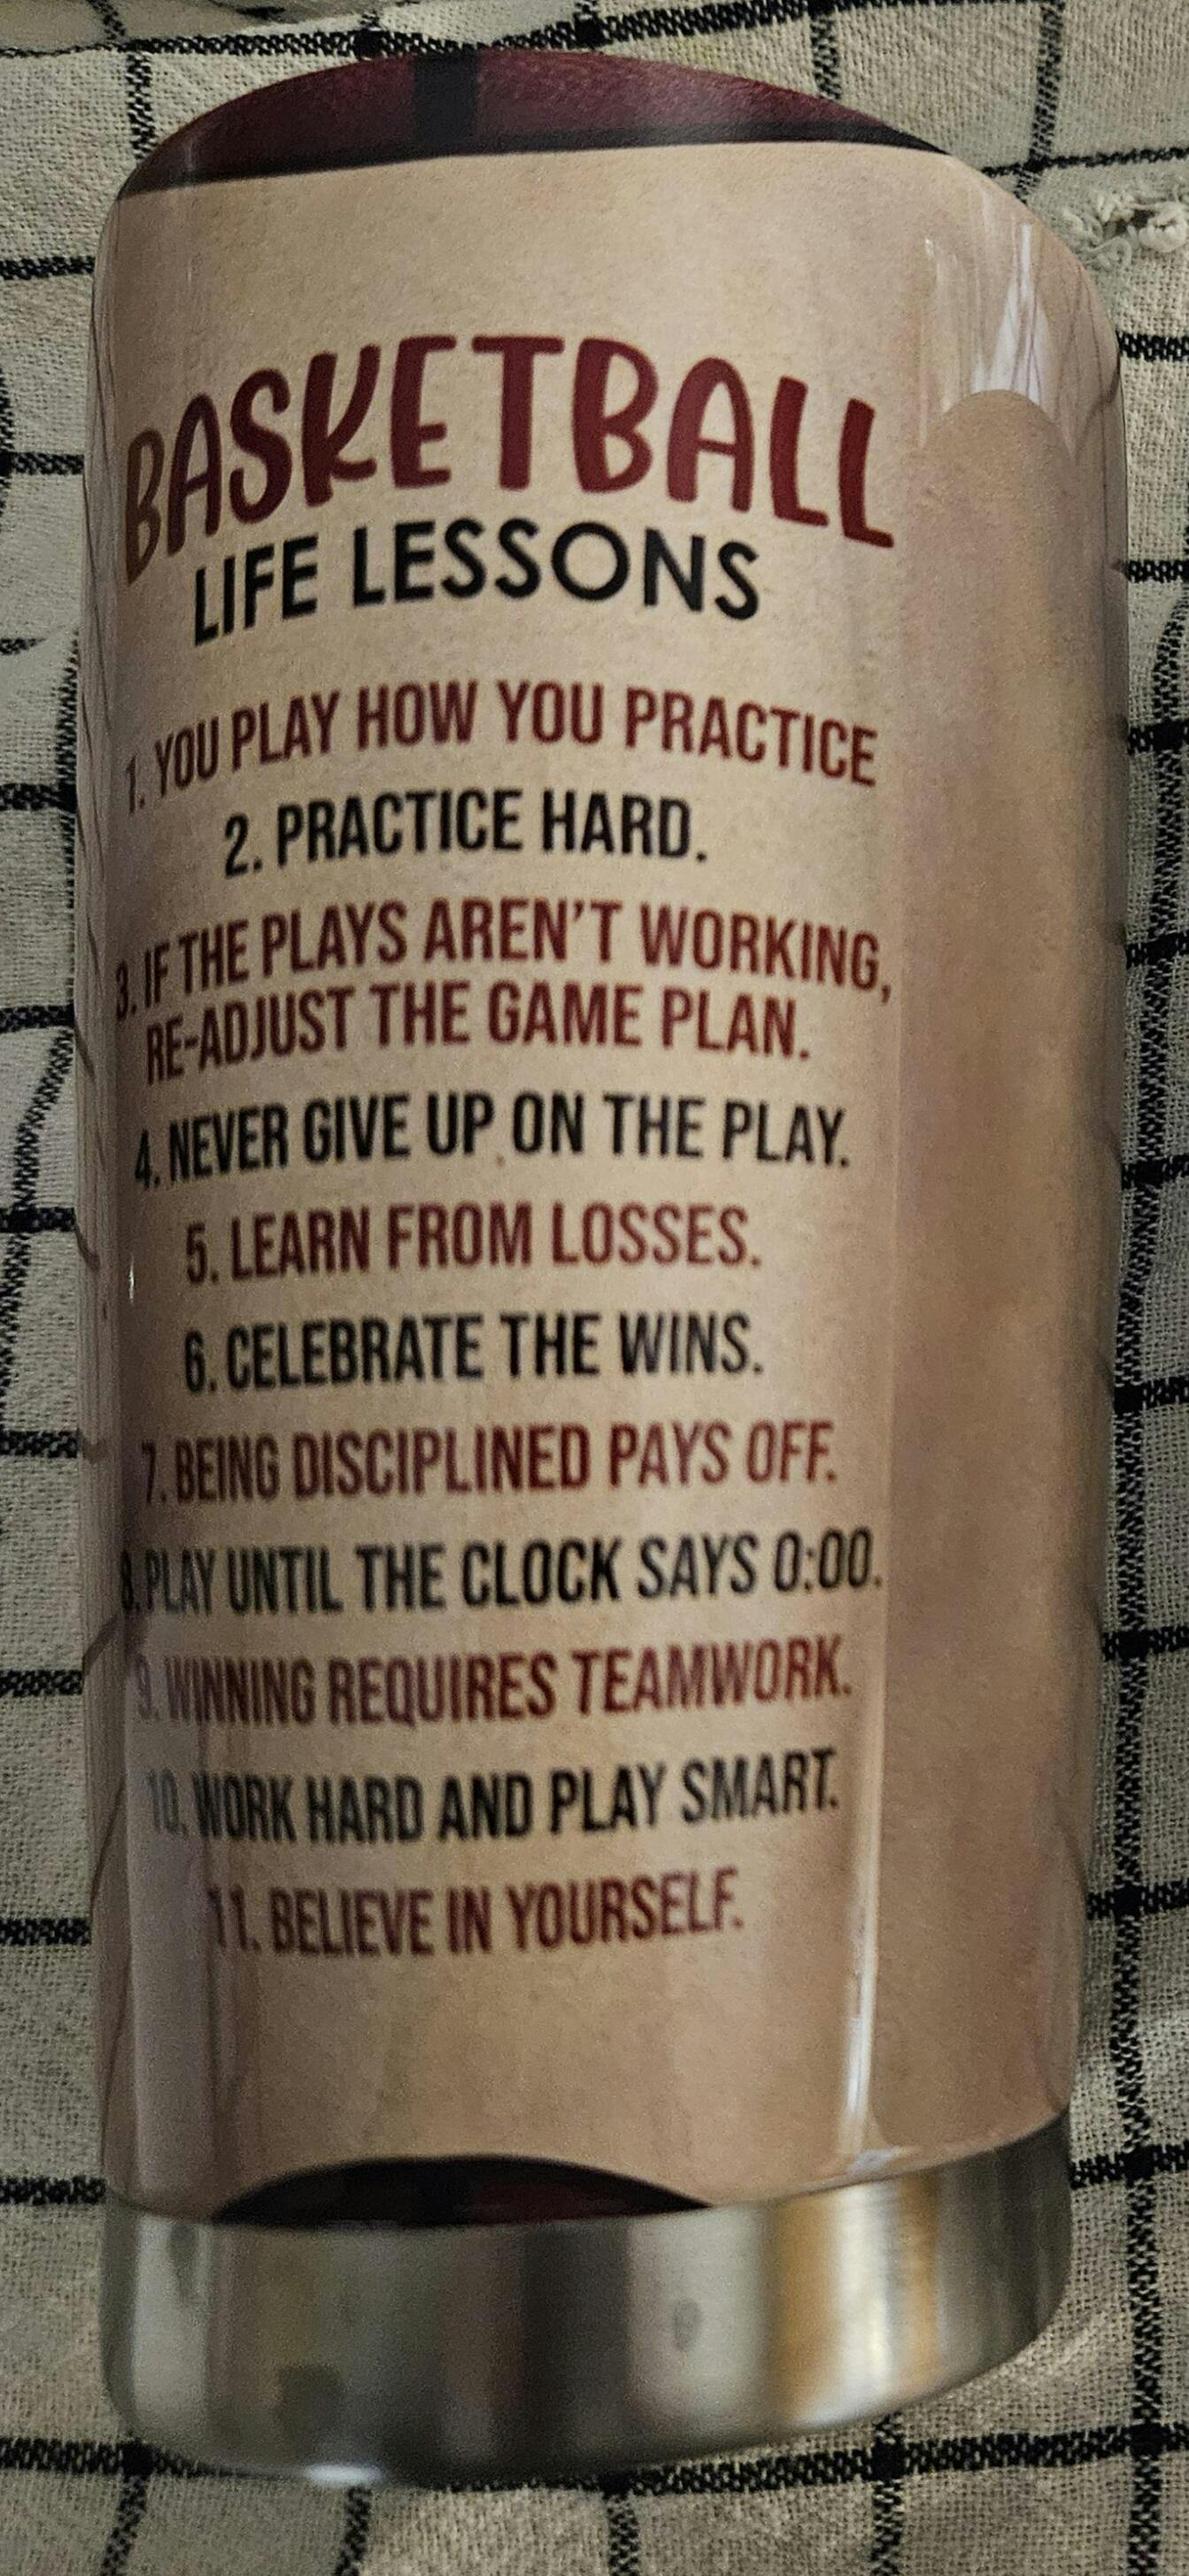 BASKETBALL
LIFE LESSONS
1. YOU PLAY HOW YOU PRACTICE
2. PRACTICE HARD.
3. IF THE PLAYS AREN'T WORKING,
RE-ADJUST THE GAME PLAN.
4. NEVER GIVE UP ON THE PLAY.
5. LEARN FROM LOSSES.
6. CELEBRATE THE WINS.
7. BEING DISCIPLINED PAYS OFF.
8. PLAY UNTIL THE CLOCK SAYS 0:00.
9. WINNING REQUIRES TEAMWORK.
10. WORK HARD AND PLAY SMART.
11. BELIEVE IN YOURSELF.